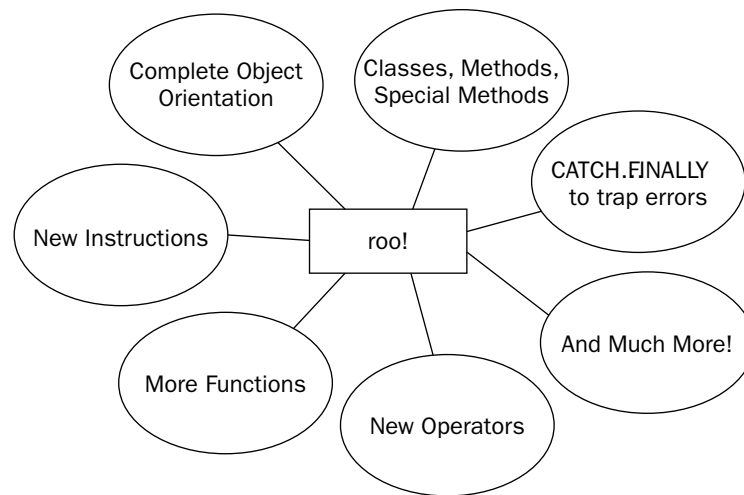 Complete Object
Orientation
Classes, Methods,
Special Methods
CATCH..FINALLY
to trap errors
New Instructions
roo!
And Much More!
More Functions
New Operators